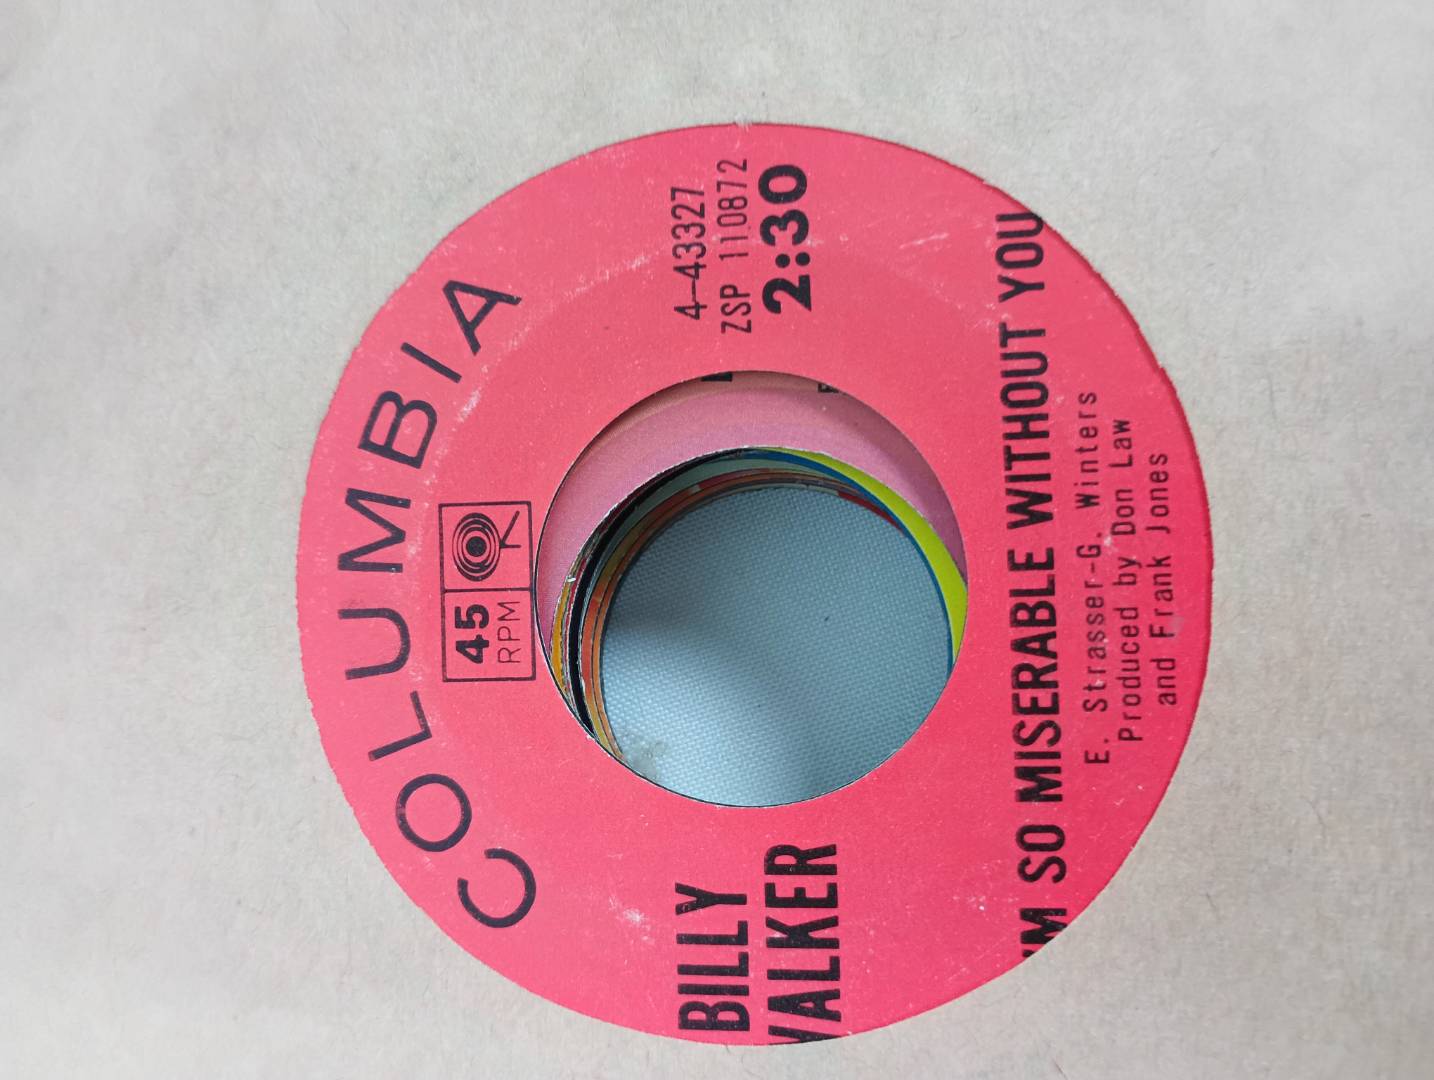 COLUMBIA
45
RPM
4-43327
ZSP 110872
2:30
BILLY
WALKER
I'M SO MISERABLE WITHOUT YOU
E. Strasser-G. Winters
Produced by Don Law
and Frank Jones